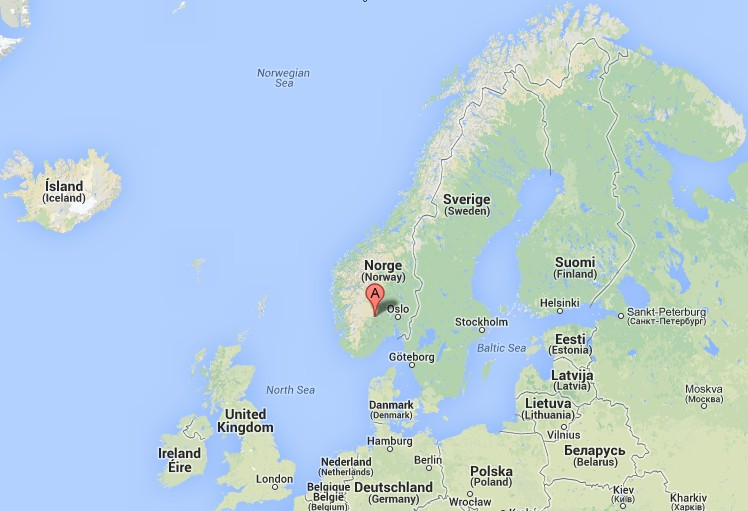 Norwegian
Sea
Ísland
(Iceland)
Sverige
(Sweden)
Norge
(Norway)
Suomi
(Finland)
A
Oslo
Helsinki
Sankt-Peterburg
(Санкт-Петербург)
Stockholm
Eesti
(Estonia)
Baltic Sea
Göteborg
Latvija
(Latvia)
North Sea
Moskva
(Москва)
Danmark
(Denmark)
Lietuva
(Lithuania)
United
Kingdom
Vilnius
Hamburg
Беларусь
(Belarus)
Ireland
Éire
Nederland
(Netherlands)
Berlin
Polska
(Poland)
London
Belgique
België
(Belgium)
Deutschland
(Germany)
Wrocław
Kiev
(Київ)
Kharkiv
(Харків)